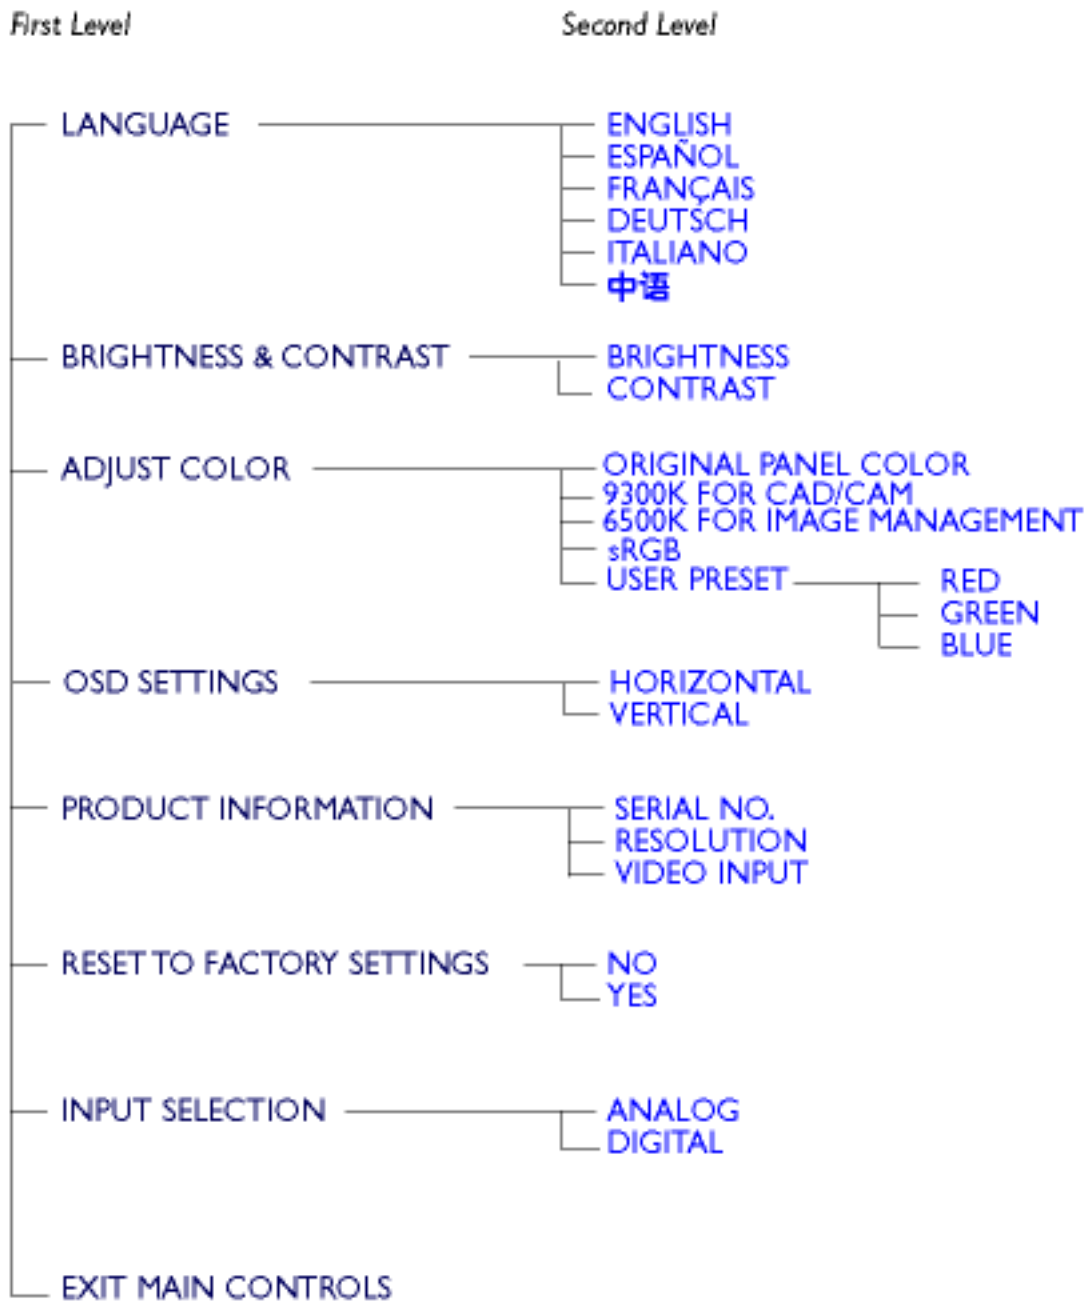 First Level
Second Level
LANGUAGE
ENGLISH
ESPAÑOL
FRANÇAIS
DEUTSCH
ITALIANO
中语
BRIGHTNESS & CONTRAST
BRIGHTNESS
CONTRAST
ADJUST COLOR
ORIGINAL PANEL COLOR
9300K FOR CAD/CAM
6500K FOR IMAGE MANAGEMENT
sRGB
USER PRESET
RED
GREEN
BLUE
OSD SETTINGS
HORIZONTAL
VERTICAL
PRODUCT INFORMATION
SERIAL NO.
RESOLUTION
VIDEO INPUT
RESET TO FACTORY SETTINGS
NO
YES
INPUT SELECTION
ANALOG
DIGITAL
EXIT MAIN CONTROLS